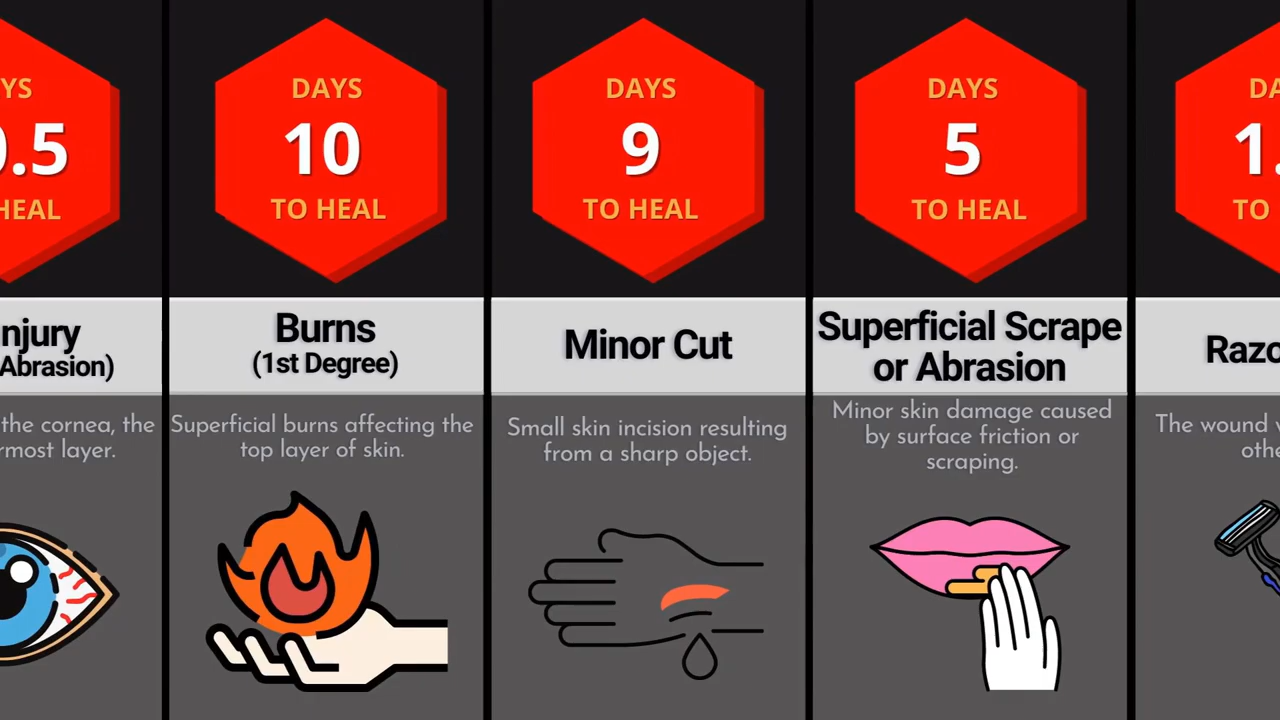 YS
0.5
HEAL
njury
Abrasion)
the cornea, the
rmost layer.
DAYS
10
TO HEAL
Burns
(1st Degree)
Superficial burns affecting the
top layer of skin.
DAYS
9
TO HEAL
Minor Cut
Small skin incision resulting
from a sharp object.
DAYS
5
TO HEAL
Superficial Scrape
or Abrasion
Minor skin damage caused
by surface friction or
scraping.
DA
1.
TO
Razo
The wound
othe